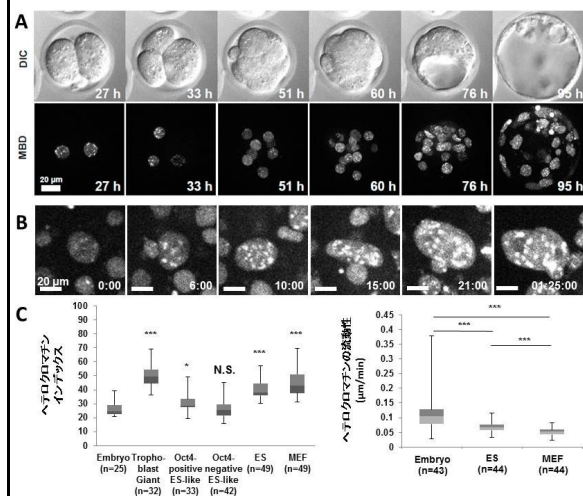 A
DIC
27 h
33 h
51 h
60 h
76 h
95 h
MBD
20 µm
27 h
33 h
51 h
60 h
76 h
95 h
B
20 µm
0:00
6:00
10:00
15:00
21:00
01:25:00
C
ヘテロクロマチン
インデックス
100
90
80
70
60
50
40
30
20
10
0
***
*
N.S.
***
***
Embryo
(n=25)
Tropho-
blast
Giant
(n=32)
Oct4-
positive
ES-like
(n=33)
Oct4-
negative
ES-like
(n=42)
ES
(n=49)
MEF
(n=49)
ヘテロクロマチンの流動性
(µm/min)
0.45
0.4
0.35
0.3
0.25
0.2
0.15
0.1
0.05
0
***
***
***
Embryo
(n=43)
ES
(n=44)
MEF
(n=44)